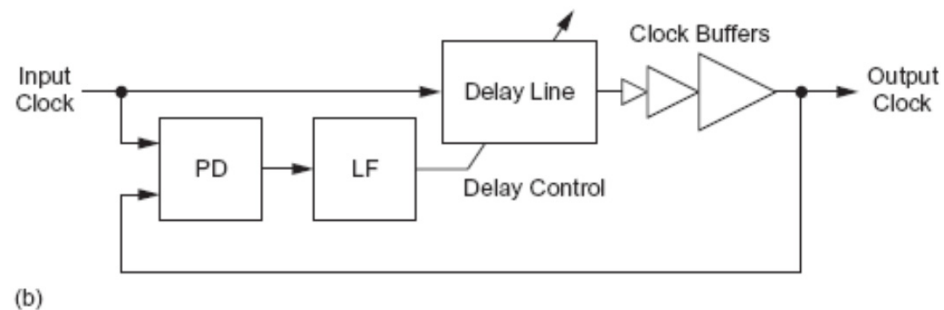 Clock Buffers
Input
Clock
Delay Line
Output
Clock
PD
LF
Delay Control
(b)